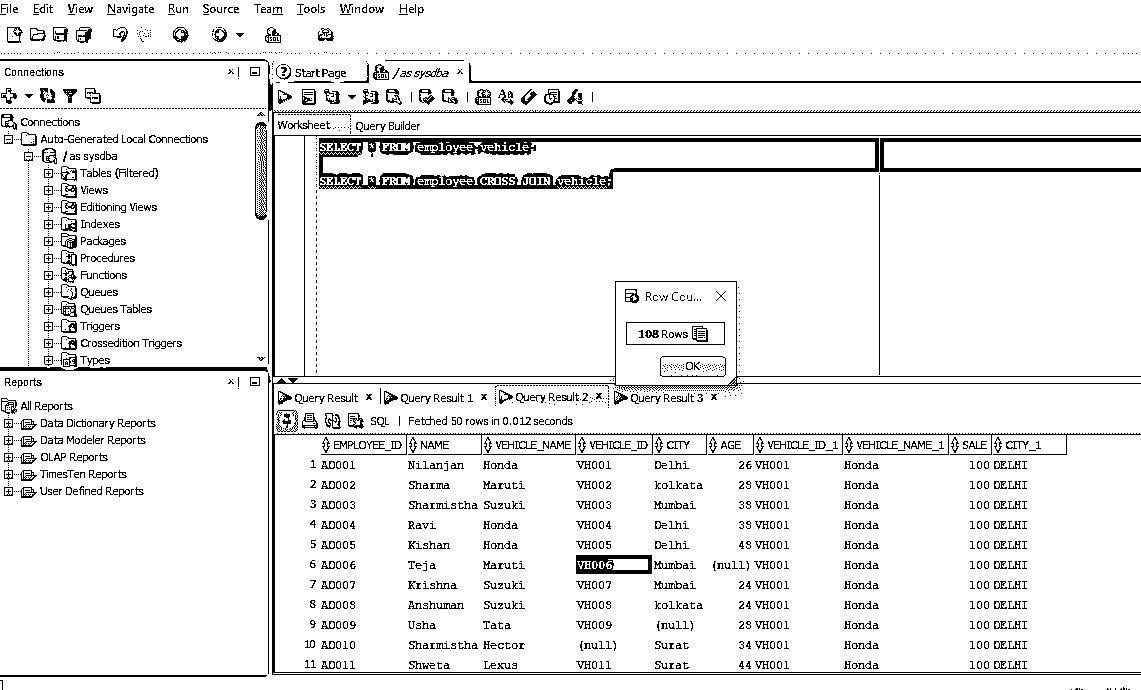 File Edit View Navigate Run Source Team Tools Window Help
Connections
Start Page
/ as sysdba
Worksheet
Query Builder
Connections
Auto-Generated Local Connections
/ as sysdba
Tables (Filtered)
Views
Editioning Views
Indexes
Packages
Procedures
Functions
Queues
Queues Tables
Triggers
Crossedition Triggers
Types
SELECT * FROM employee,vehicle;
SELECT * FROM employee CROSS JOIN vehicle;
Row Cou...
108 Rows
OK
Reports
All Reports
Data Dictionary Reports
Data Modeler Reports
OLAP Reports
TimesTen Reports
User Defined Reports
Query Result Query Result 1 Query Result 2 Query Result 3
SQL | Fetched 50 rows in 0.012 seconds
EMPLOYEE_ID NAME VEHICLE_NAME VEHICLE_ID CITY AGE VEHICLE_ID_1 VEHICLE_NAME_1 SALE CITY_1
1 AD001 Nilanjan Honda VH001 Delhi 26 VH001 Honda 100 DELHI
2 AD002 Sharma Maruti VH002 kolkata 28 VH001 Honda 100 DELHI
3 AD003 Sharmistha Suzuki VH003 Mumbai 38 VH001 Honda 100 DELHI
4 AD004 Ravi Honda VH004 Delhi 38 VH001 Honda 100 DELHI
5 AD005 Kishan Honda VH005 Delhi 48 VH001 Honda 100 DELHI
6 AD006 Teja Maruti VH006 Mumbai (null) VH001 Honda 100 DELHI
7 AD007 Krishna Suzuki VH007 Mumbai 24 VH001 Honda 100 DELHI
8 AD008 Anshuman Suzuki VH008 kolkata 24 VH001 Honda 100 DELHI
9 AD009 Usha Tata VH009 (null) 28 VH001 Honda 100 DELHI
10 AD010 Sharmistha Hector (null) Surat 34 VH001 Honda 100 DELHI
11 AD011 Shweta Lexus VH011 Surat 44 VH001 Honda 100 DELHI